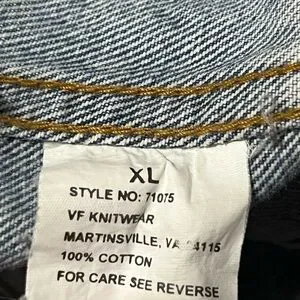 XL
STYLE NO: 71075
VF KNITWEAR
MARTINSVILLE, VA 24115
100% COTTON
FOR CARE SEE REVERSE